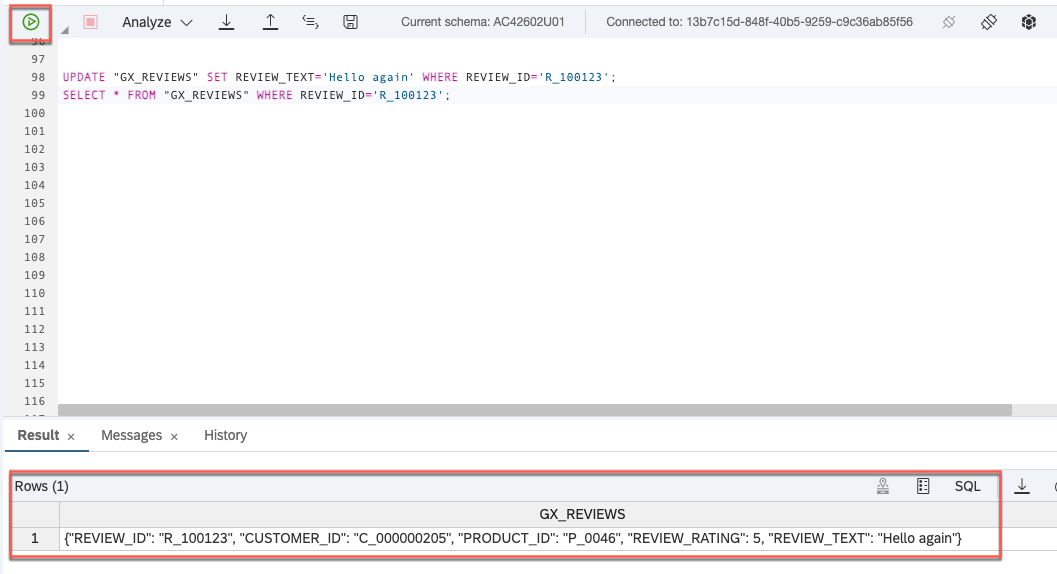 Analyze
Current schema: AC42602U01
Connected to: 13b7c15d-848f-40b5-9259-c9c36ab85f56
96
97
98 UPDATE "GX_REVIEWS" SET REVIEW_TEXT='Hello again' WHERE REVIEW_ID='R_100123';
99 SELECT * FROM "GX_REVIEWS" WHERE REVIEW_ID='R_100123';
100
101
102
103
104
105
106
107
108
109
110
111
112
113
114
115
116
Result × Messages × History
Rows (1) SQL
GX_REVIEWS
1 {"REVIEW_ID": "R_100123", "CUSTOMER_ID": "C_000000205", "PRODUCT_ID": "P_0046", "REVIEW_RATING": 5, "REVIEW_TEXT": "Hello again"}